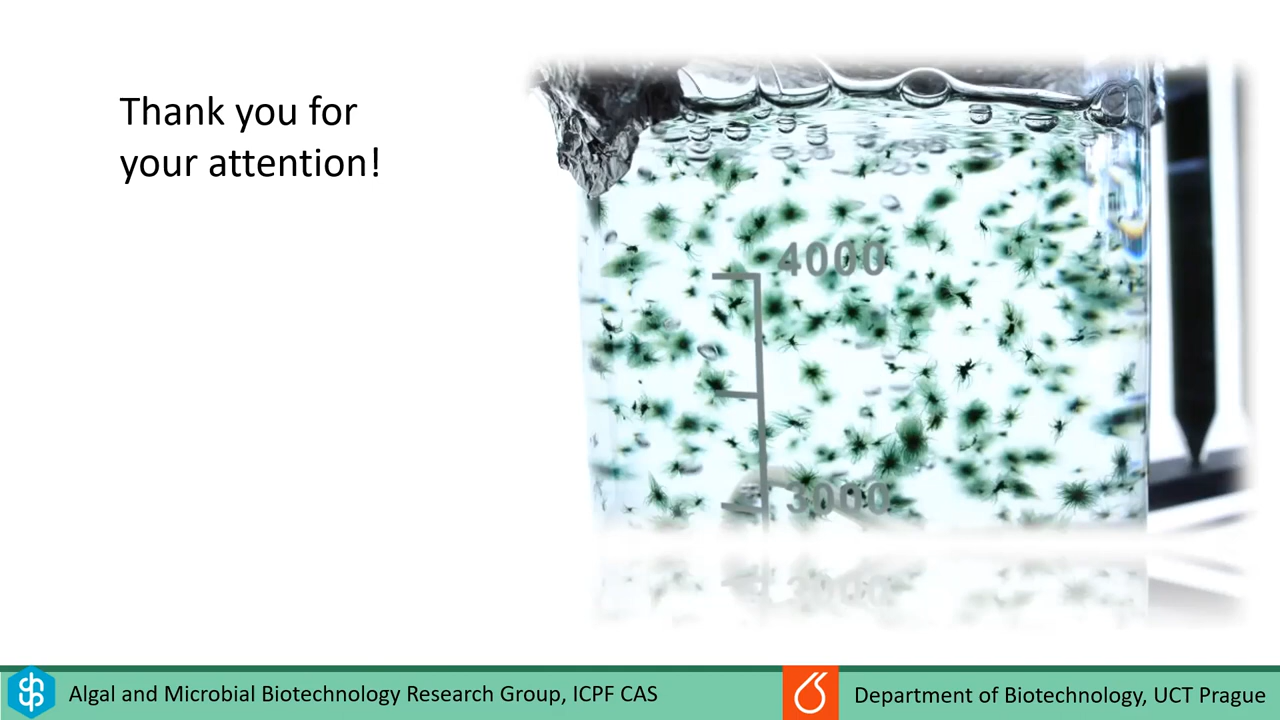 Thank you for
your attention!
4000
3000
3000
Algal and Microbial Biotechnology Research Group, ICPF CAS
Department of Biotechnology, UCT Prague